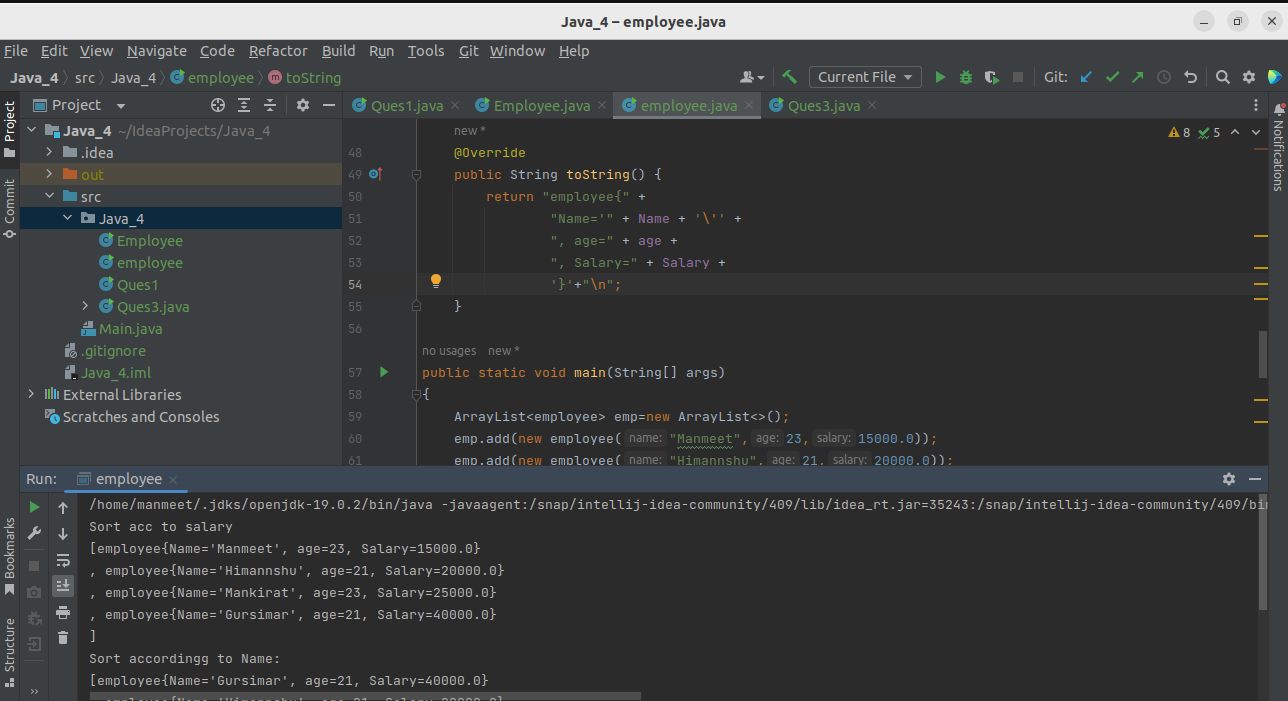 Java_4 – employee.java
File Edit View Navigate Code Refactor Build Run Tools Git Window Help
Java_4 src Java_4 employee toString Current File Git:
Project
Ques1.java Employee.java employee.java Ques3.java
Project
Commit
Bookmarks
Structure
Notifications
Java_4 ~/IdeaProjects/Java_4
.idea
out
src
Java_4
Employee
employee
Ques1
Ques3.java
Main.java
.gitignore
Java_4.iml
External Libraries
Scratches and Consoles
8 5
new *
48 @Override
49 public String toString() {
50 return "employee{" +
51 "Name='" + Name + '\'' +
52 ", age=" + age +
53 ", Salary=" + Salary +
54 '}'+"\n";
55 }
56
no usages new *
57 public static void main(String[] args)
58 {
59 ArrayList<employee> emp=new ArrayList<>();
60 emp.add(new employee( name: "Manmeet", age: 23, salary: 15000.0));
61 emp.add(new employee( name: "Himannshu", age: 21, salary: 20000.0));
Run: employee
/home/manmeet/.jdks/openjdk-19.0.2/bin/java -javaagent:/snap/intellij-idea-community/409/lib/idea_rt.jar=35243:/snap/intellij-idea-community/409/bin
Sort acc to salary
[employee{Name='Manmeet', age=23, Salary=15000.0}
, employee{Name='Himannshu', age=21, Salary=20000.0}
, employee{Name='Mankirat', age=23, Salary=25000.0}
, employee{Name='Gursimar', age=21, Salary=40000.0}
]
Sort accordingg to Name:
[employee{Name='Gursimar', age=21, Salary=40000.0}
, employee{Name='Himannshu', age=21, Salary=20000.0}